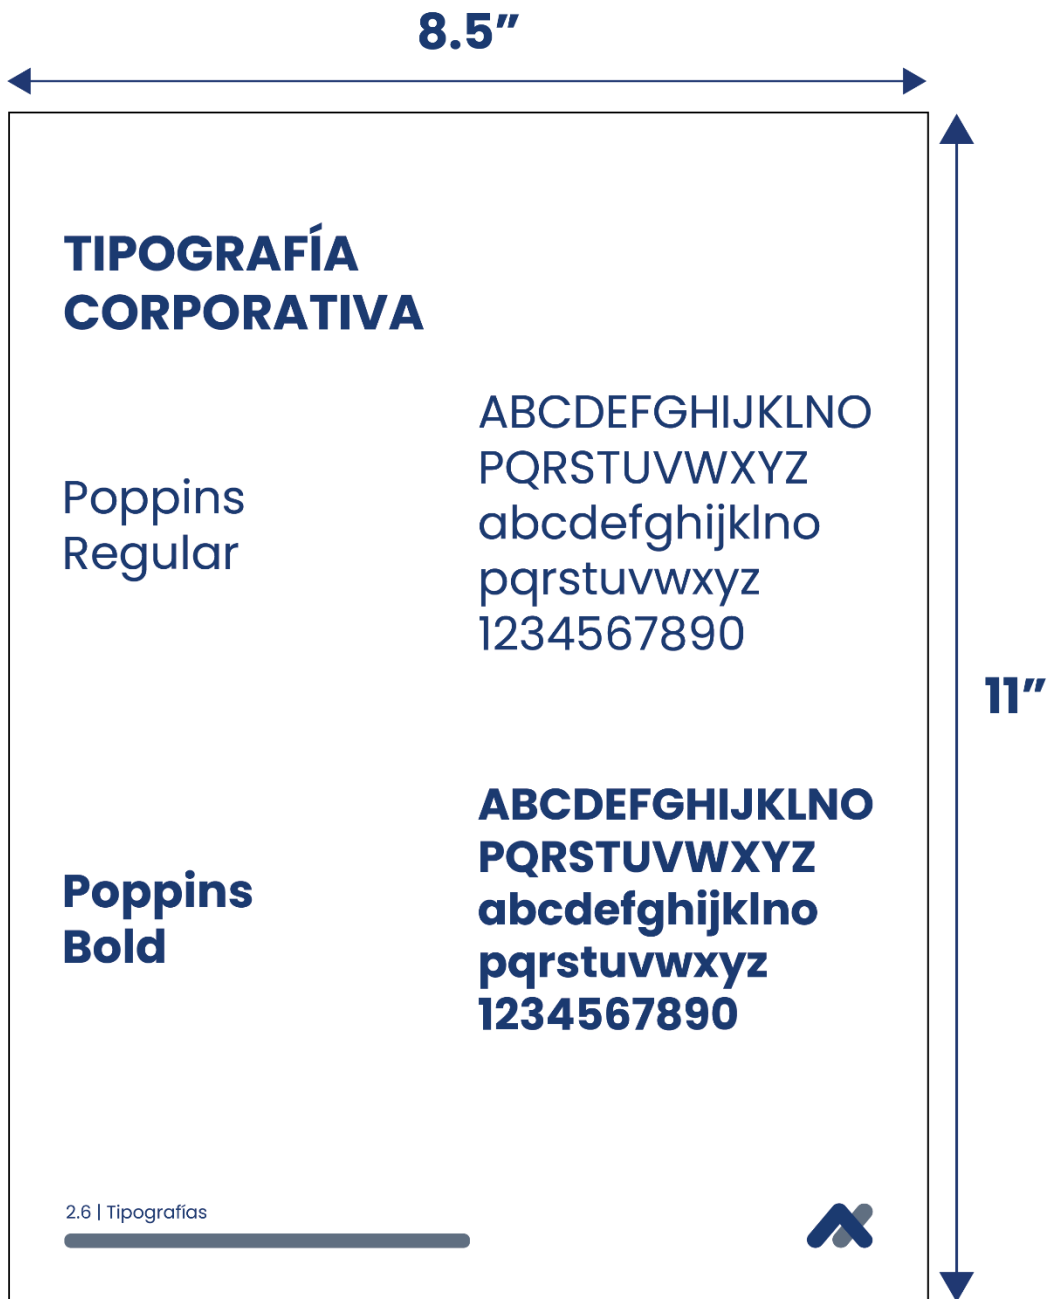 8.5”
TIPOGRAFÍA
CORPORATIVA
Poppins
Regular
ABCDEFGHIJKLNO
PQRSTUVWXYZ
abcdefghijklno
pqrstuvwxyz
1234567890
11”
Poppins
Bold
ABCDEFGHIJKLNO
PQRSTUVWXYZ
abcdefghijklno
pqrstuvwxyz
1234567890
2.6 | Tipografías